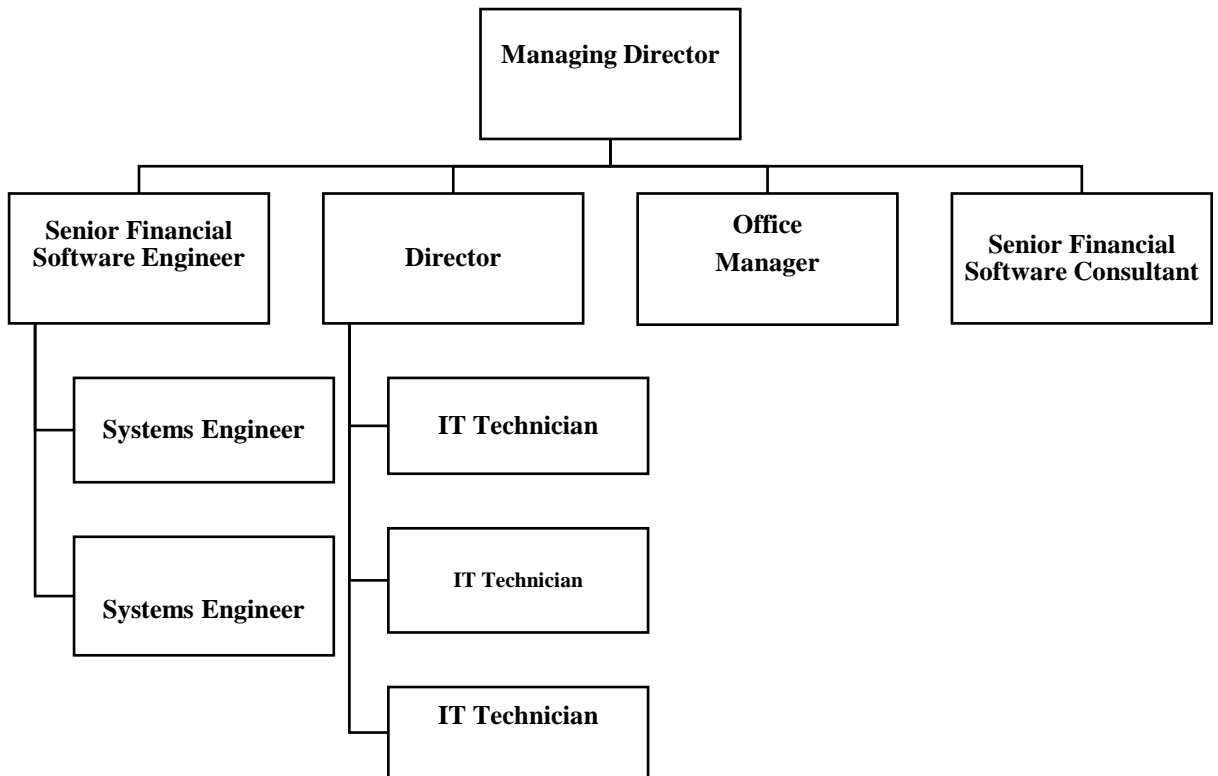 Managing Director
Senior Financial
Software Engineer
Director
Office
Manager
Senior Financial
Software Consultant
Systems Engineer
IT Technician
Systems Engineer
IT Technician
IT Technician